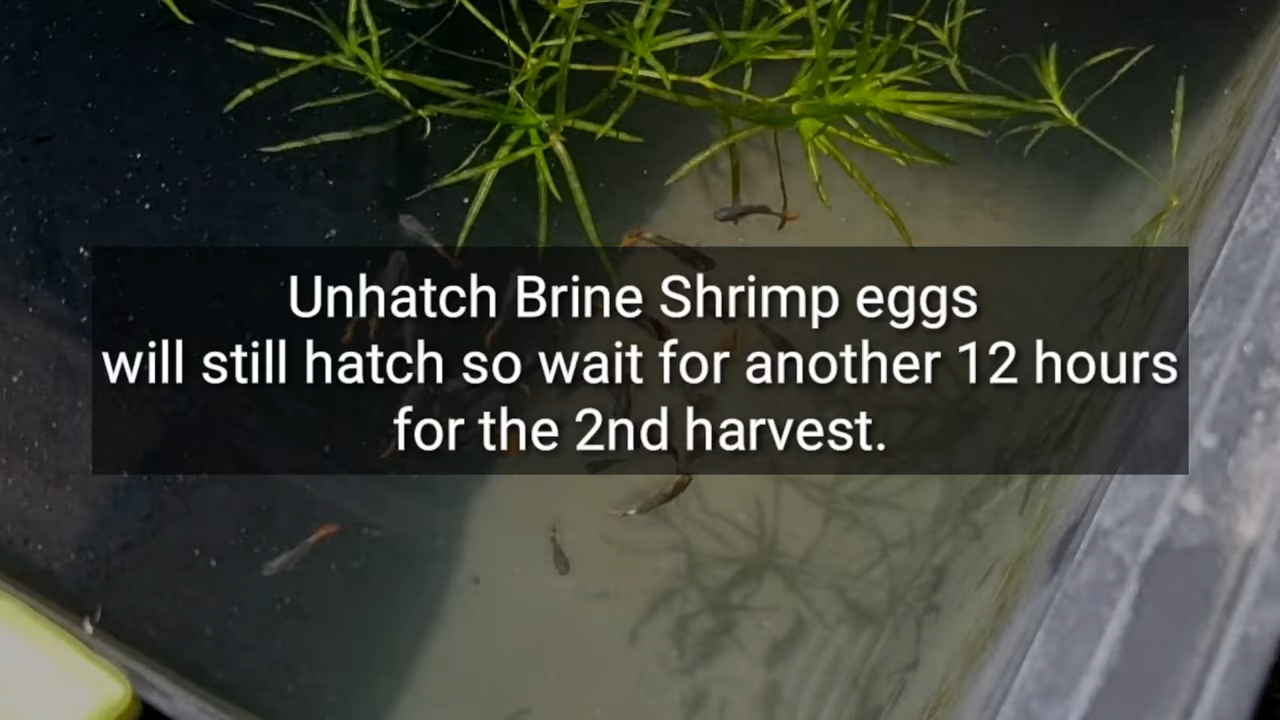 Unhatch Brine Shrimp eggs
will still hatch so wait for another 12 hours
for the 2nd harvest.